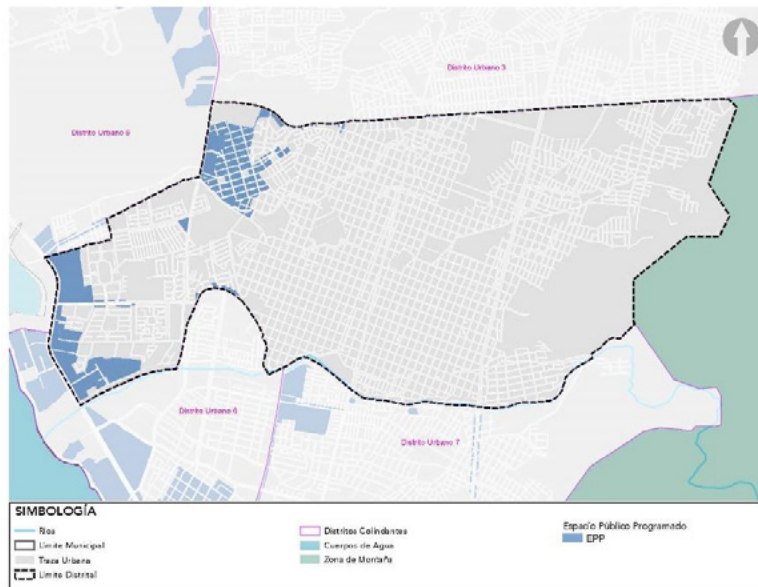 Distrito Urbano 3
Distrito Urbano 8
Distrito Urbano 6
Distrito Urbano 7
SIMBOLOGÍA
Ríos
Límite Municipal
Traza Urbana
Límite Distrital
Distritos Colindantes
Cuerpos de Agua
Zona de Montaña
Espacio Público Programado
EPP